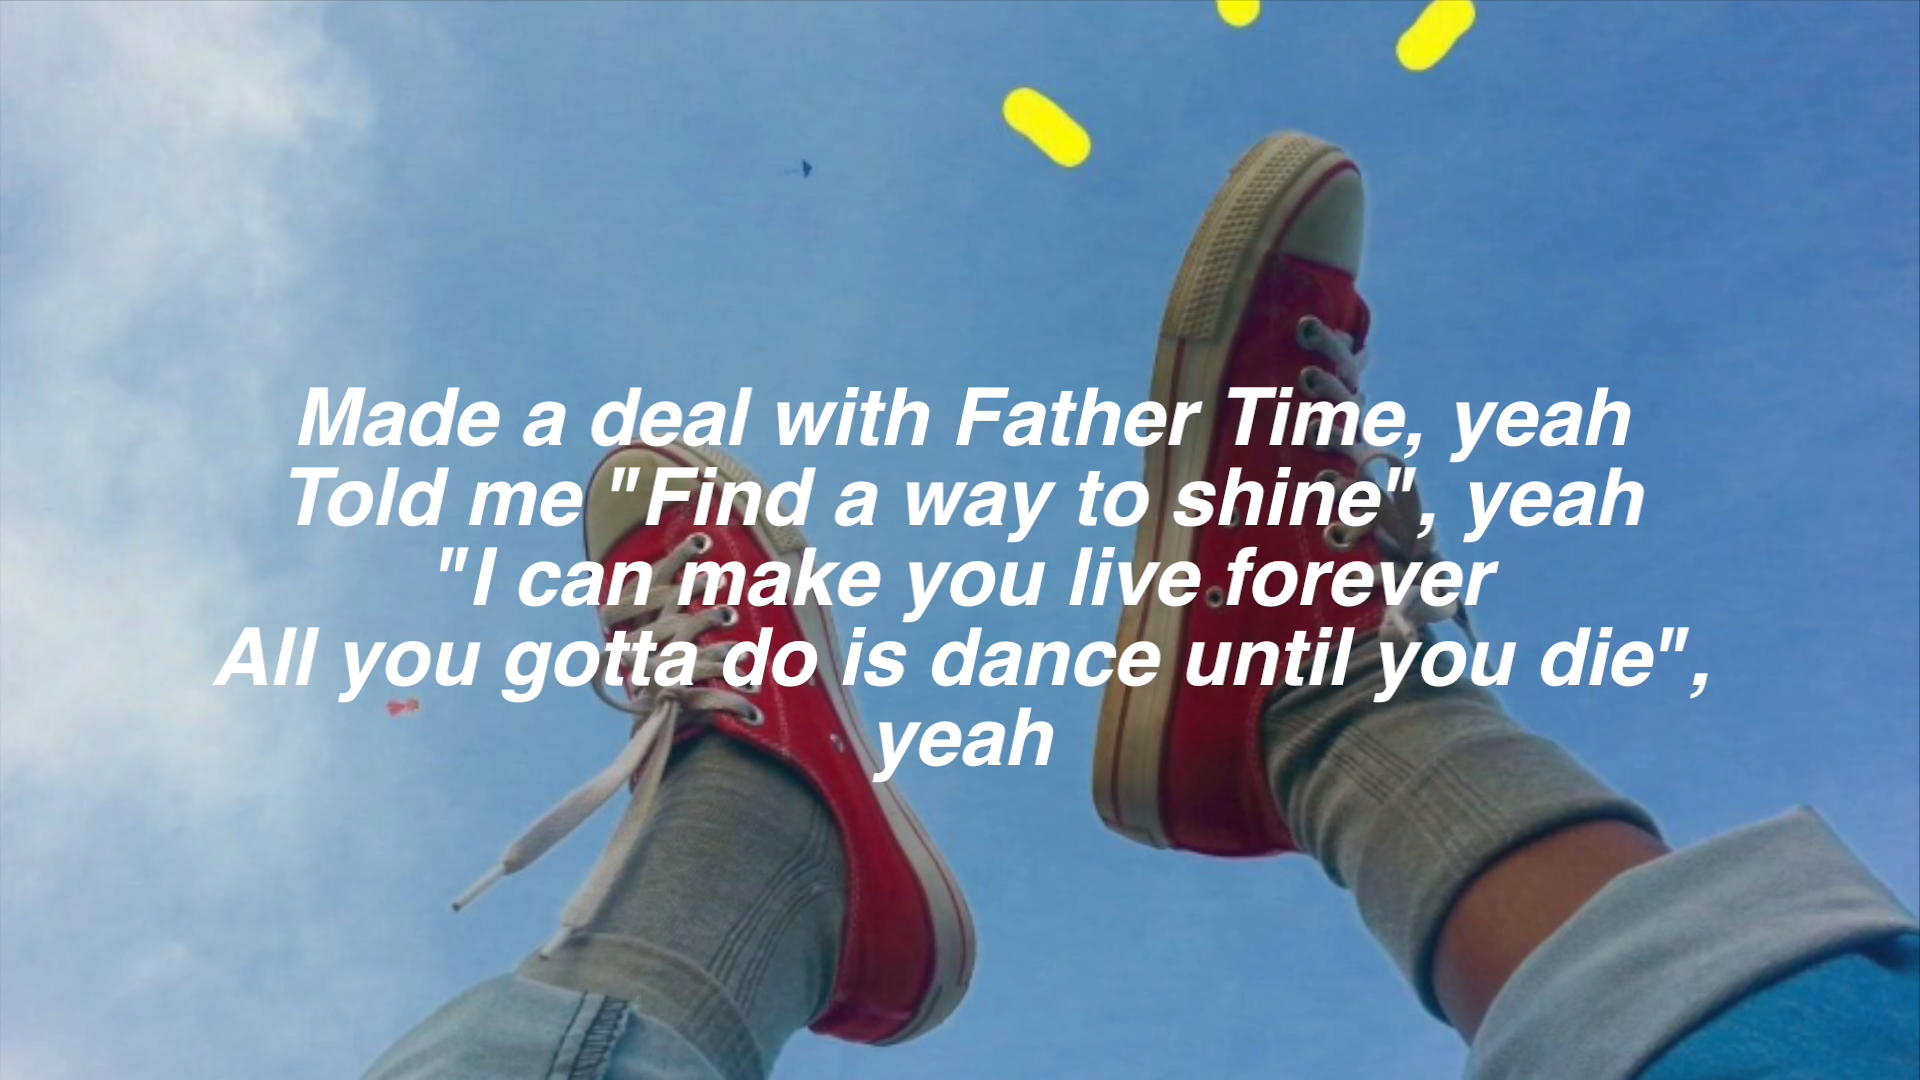 Made a deal with Father Time, yeah
Told me "Find a way to shine", yeah
"I can make you live forever
All you gotta do is dance until you die",
yeah